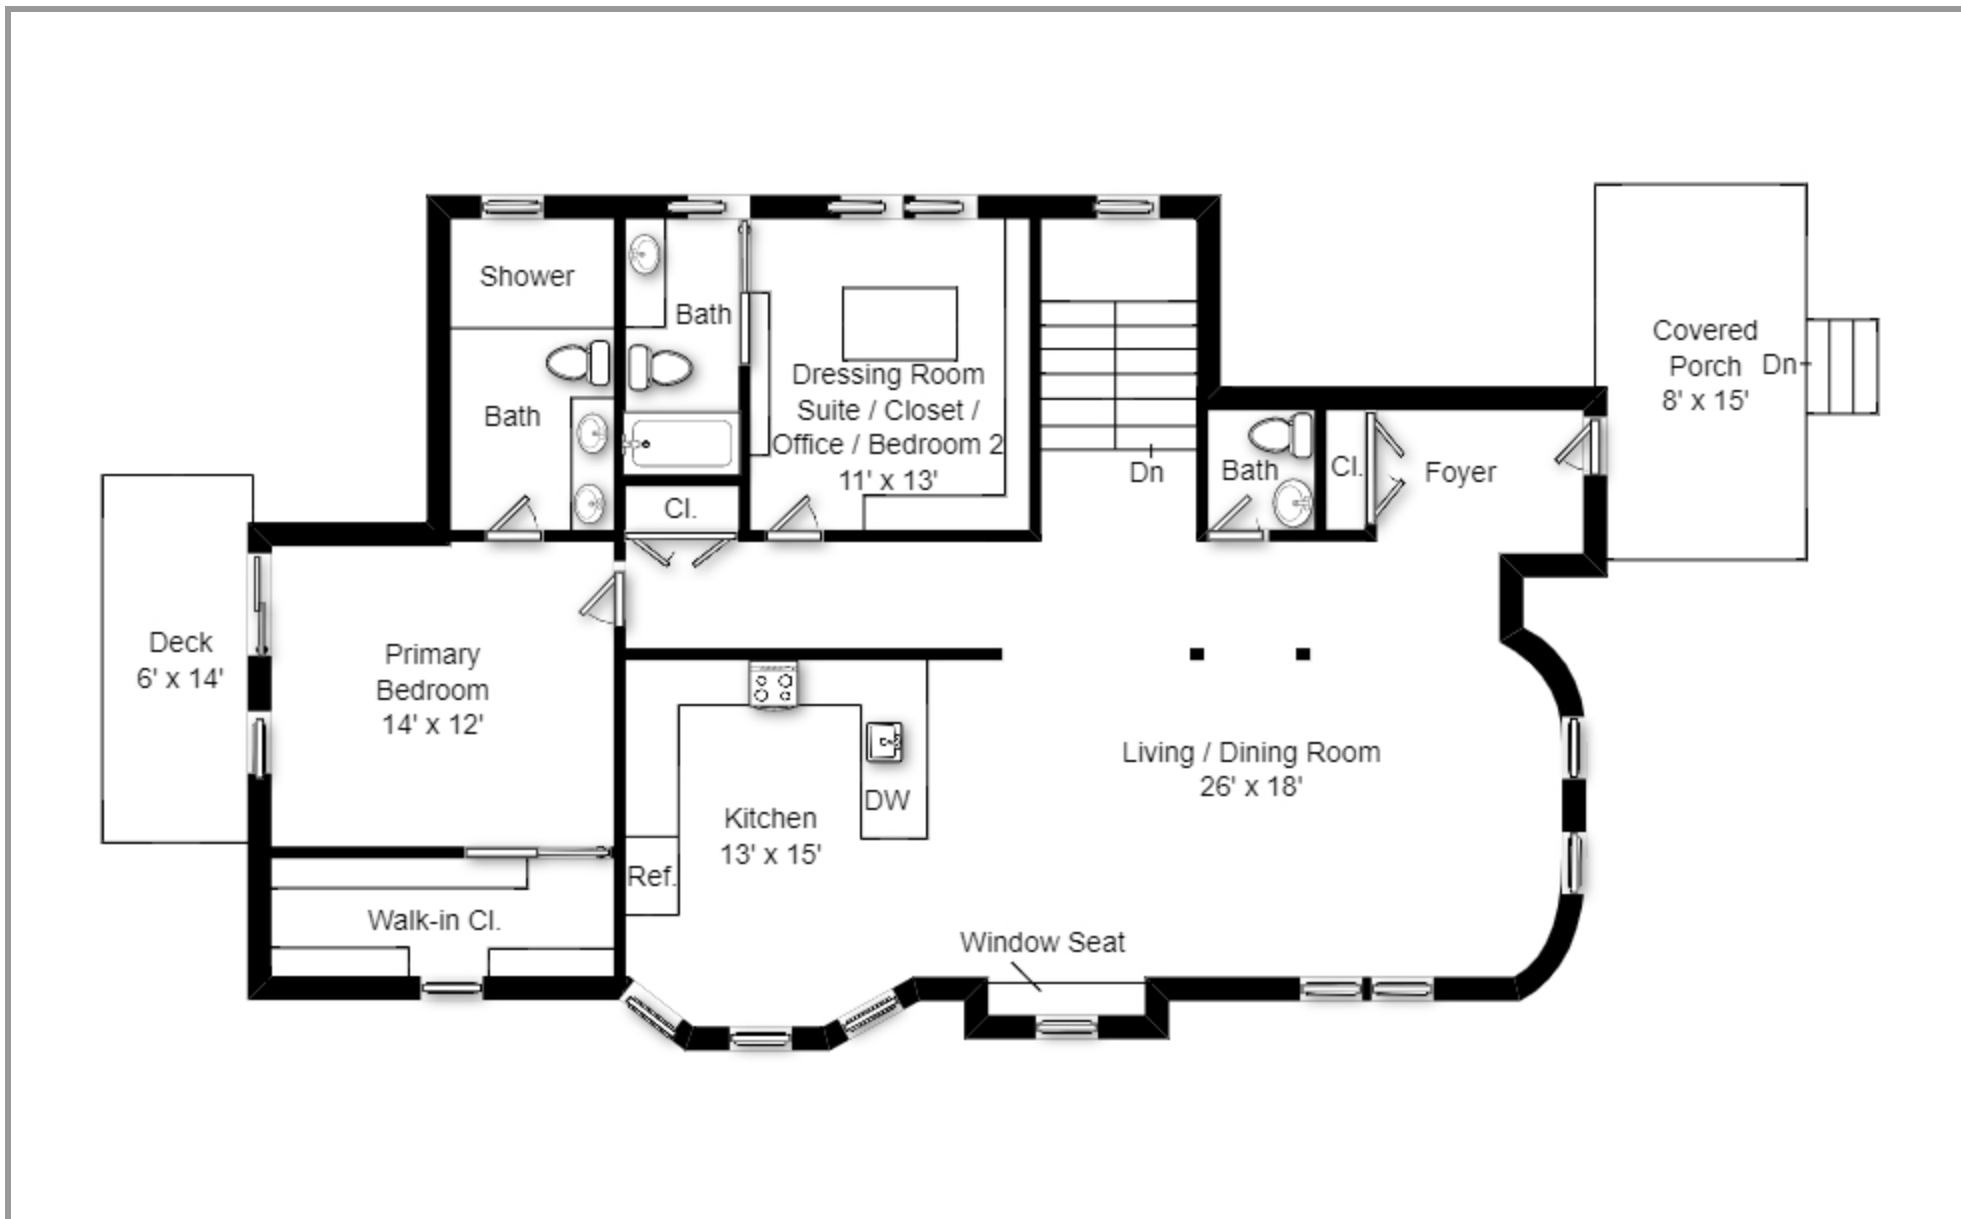 Shower
Bath
Bath
Dressing Room
Suite / Closet /
Office / Bedroom 2
11' x 13'
Cl.
Dn
Bath
Cl.
Foyer
Covered
Porch
8' x 15'
Dn
Deck
6' x 14'
Primary
Bedroom
14' x 12'
Walk-in Cl.
Kitchen
13' x 15'
Ref.
DW
Living / Dining Room
26' x 18'
Window Seat